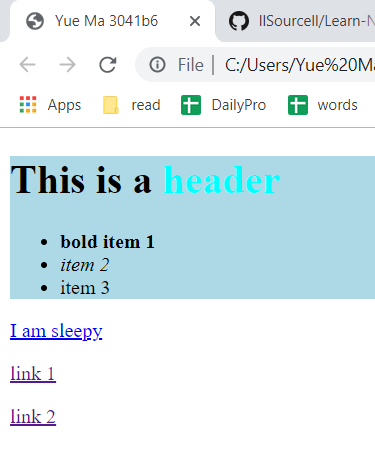 Yue Ma 3041b6
llSourcell/Learn-N
File
C:/Users/Yue%20Ma
Apps read DailyPro words
This is a header
bold item 1
item 2
item 3
I am sleepy
link 1
link 2